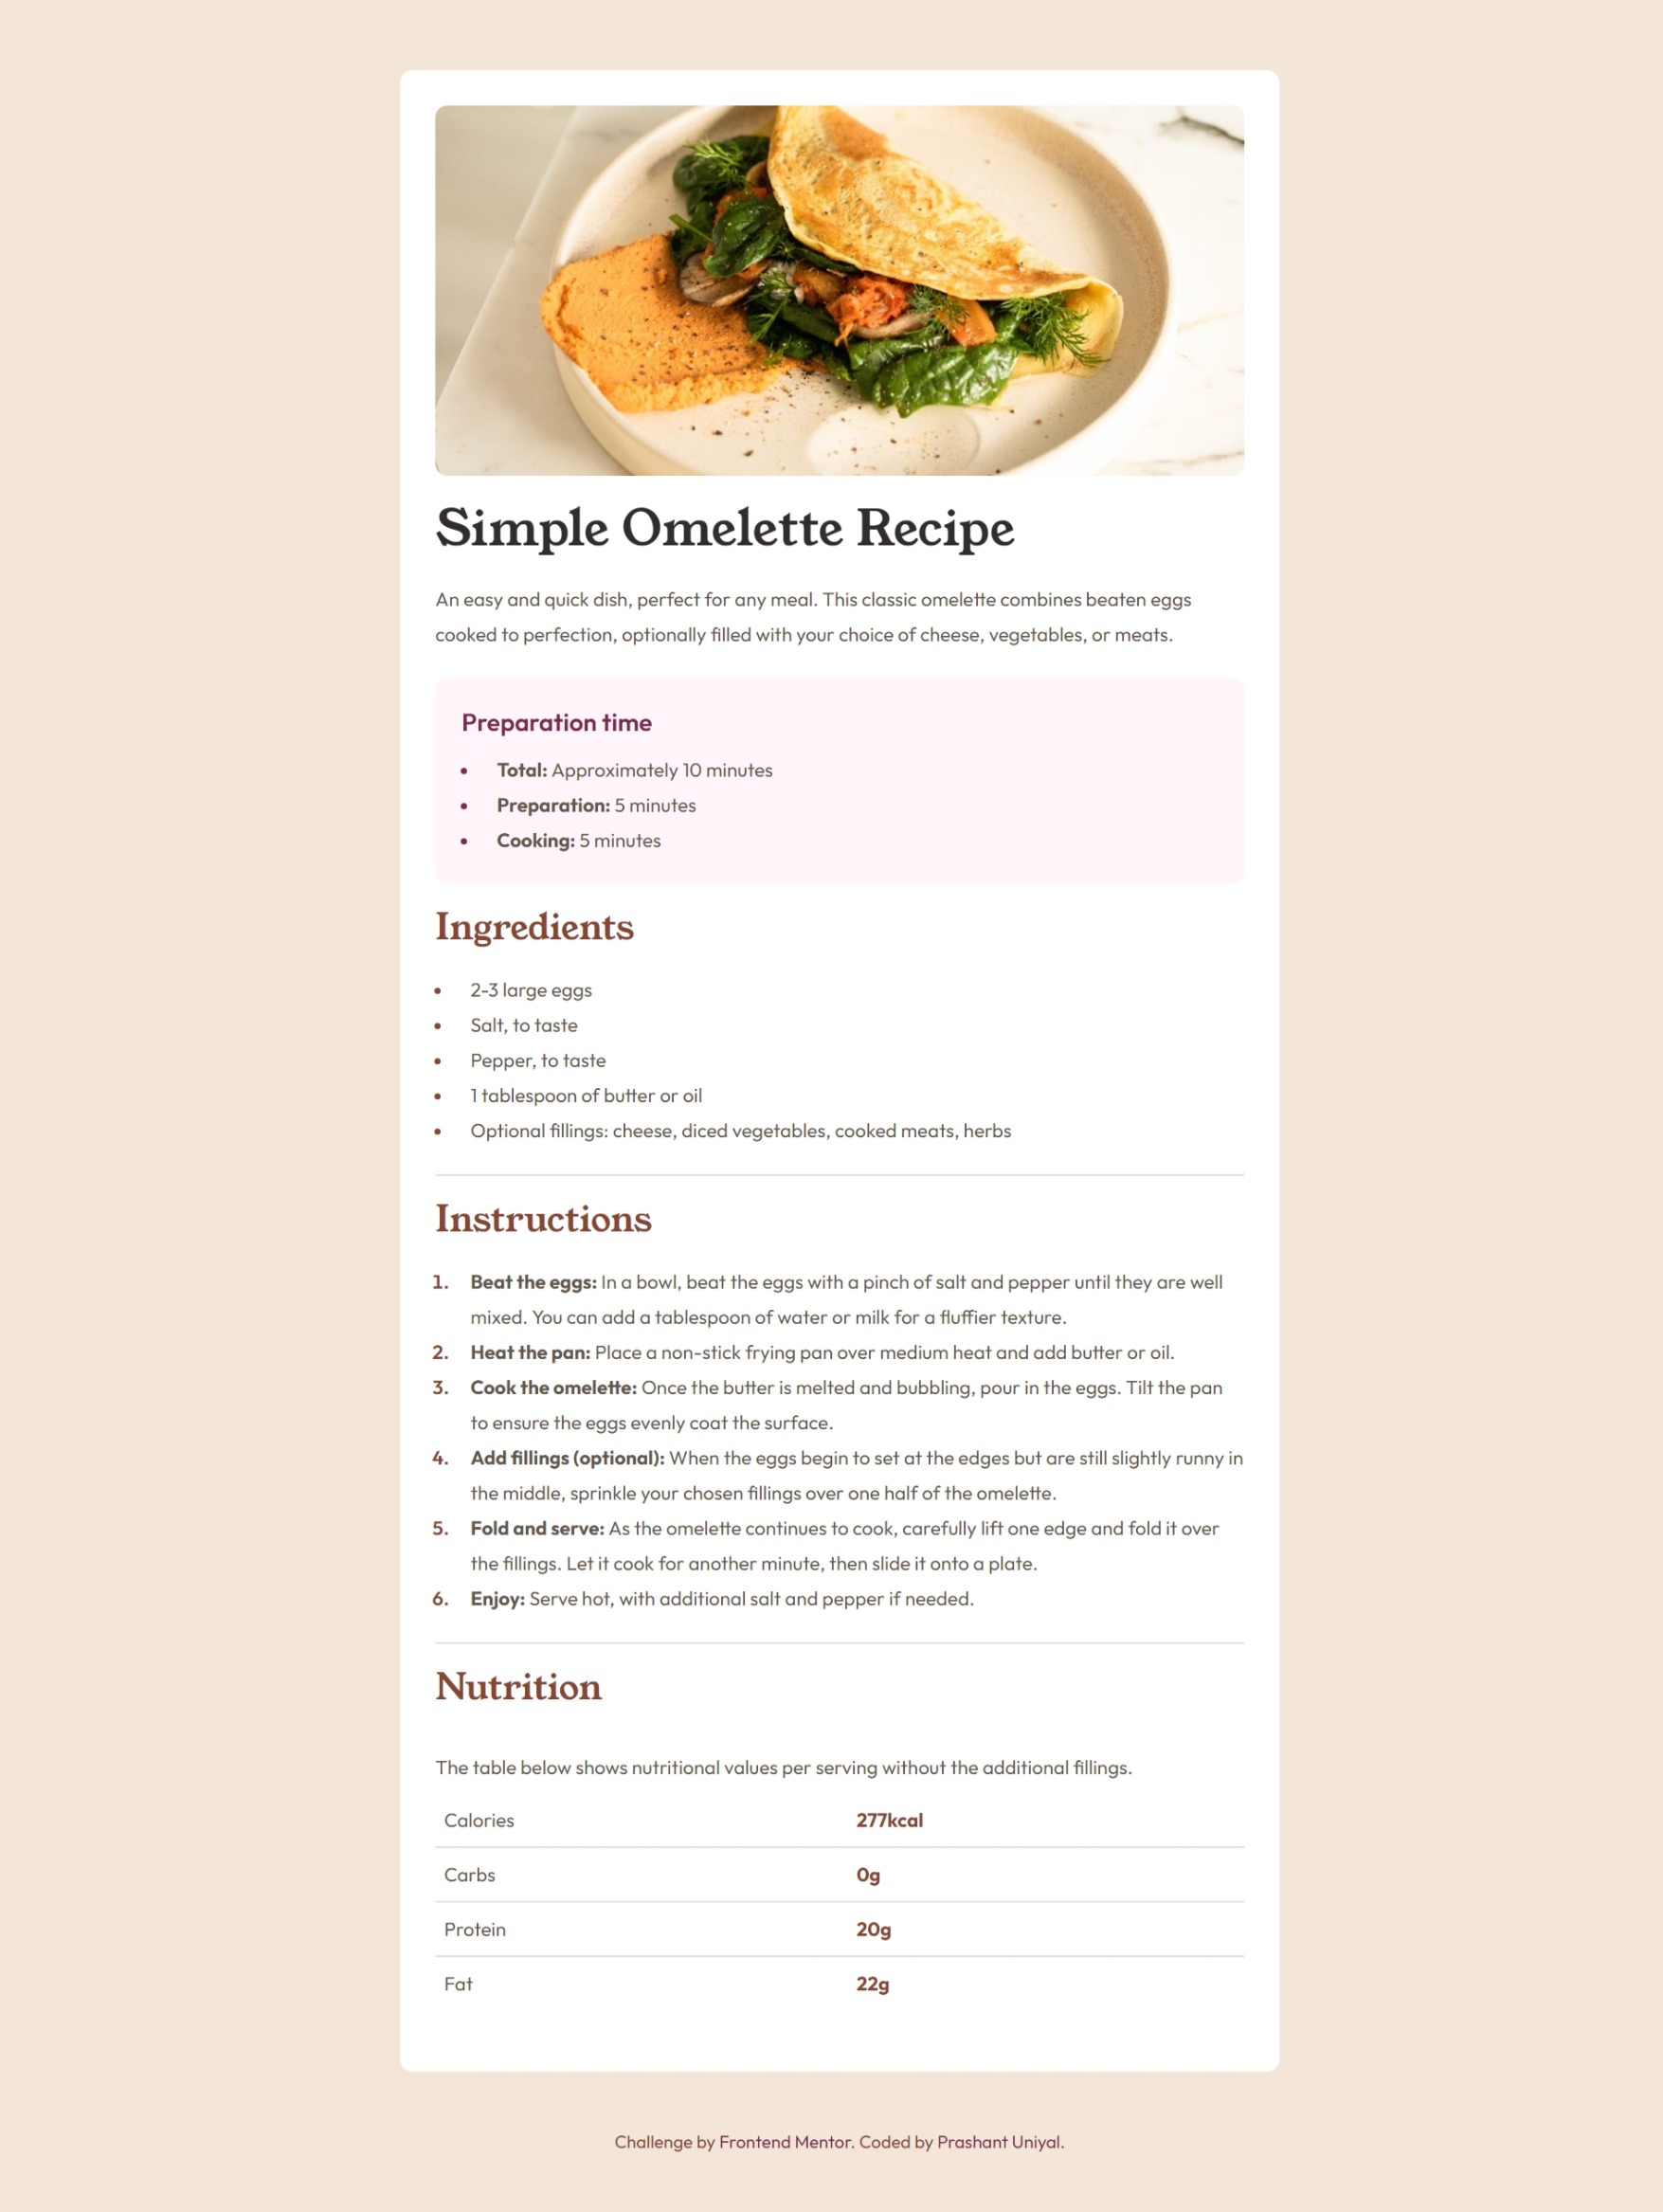 Simple Omelette Recipe
An easy and quick dish, perfect for any meal. This classic omelette combines beaten eggs
cooked to perfection, optionally filled with your choice of cheese, vegetables, or meats.
Preparation time
• Total: Approximately 10 minutes
• Preparation: 5 minutes
• Cooking: 5 minutes
Ingredients
• 2-3 large eggs
• Salt, to taste
• Pepper, to taste
• 1 tablespoon of butter or oil
• Optional fillings: cheese, diced vegetables, cooked meats, herbs
Instructions
1. Beat the eggs: In a bowl, beat the eggs with a pinch of salt and pepper until they are well
mixed. You can add a tablespoon of water or milk for a fluffier texture.
2. Heat the pan: Place a non-stick frying pan over medium heat and add butter or oil.
3. Cook the omelette: Once the butter is melted and bubbling, pour in the eggs. Tilt the pan
to ensure the eggs evenly coat the surface.
4. Add fillings (optional): When the eggs begin to set at the edges but are still slightly runny in
the middle, sprinkle your chosen fillings over one half of the omelette.
5. Fold and serve: As the omelette continues to cook, carefully lift one edge and fold it over
the fillings. Let it cook for another minute, then slide it onto a plate.
6. Enjoy: Serve hot, with additional salt and pepper if needed.
Nutrition
The table below shows nutritional values per serving without the additional fillings.
Calories 277kcal
Carbs 0g
Protein 20g
Fat 22g
Challenge by Frontend Mentor. Coded by Prashant Uniyal.